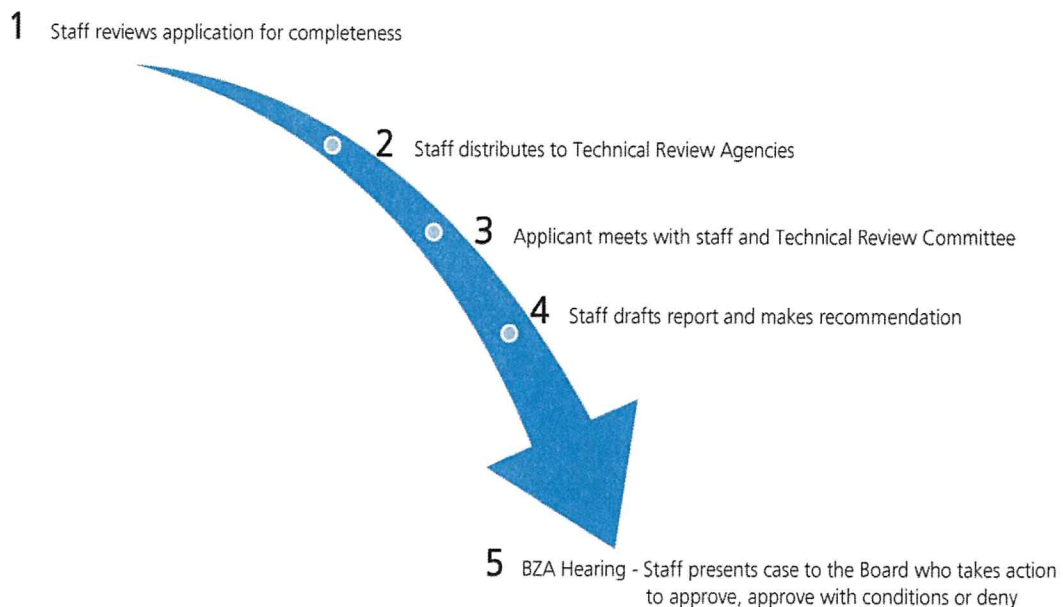 1 Staff reviews application for completeness
2 Staff distributes to Technical Review Agencies
3 Applicant meets with staff and Technical Review Committee
4 Staff drafts report and makes recommendation
5 BZA Hearing - Staff presents case to the Board who takes action
to approve, approve with conditions or deny